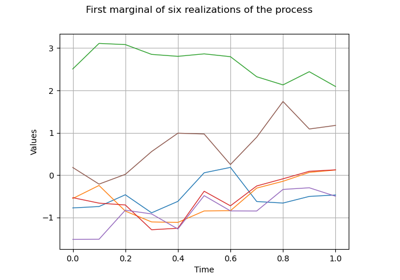 First marginal of six realizations of the process
3
2
1
0
−1
Values
0.0 0.2 0.4 0.6 0.8 1.0
Time